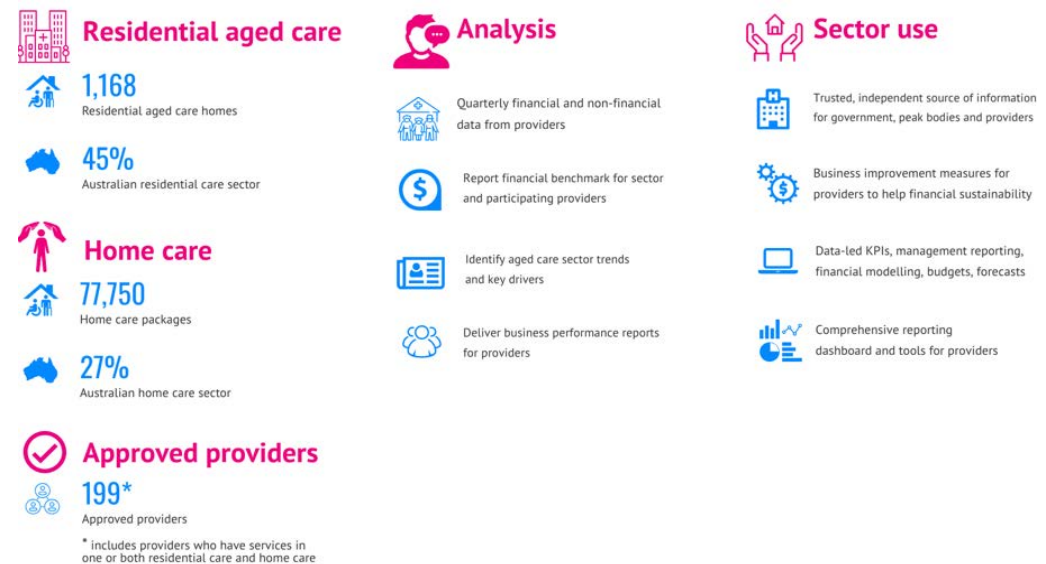 Residential aged care
1,168
Residential aged care homes
45%
Australian residential care sector
Home care
77,750
Home care packages
27%
Australian home care sector
Approved providers
199*
Approved providers
* includes providers who have services in
one or both residential care and home care
Analysis
Quarterly financial and non-financial
data from providers
Report financial benchmark for sector
and participating providers
Identify aged care sector trends
and key drivers
Deliver business performance reports
for providers
Sector use
Trusted, independent source of information
for government, peak bodies and providers
Business improvement measures for
providers to help financial sustainability
Data-led KPIs, management reporting,
financial modelling, budgets, forecasts
Comprehensive reporting
dashboard and tools for providers